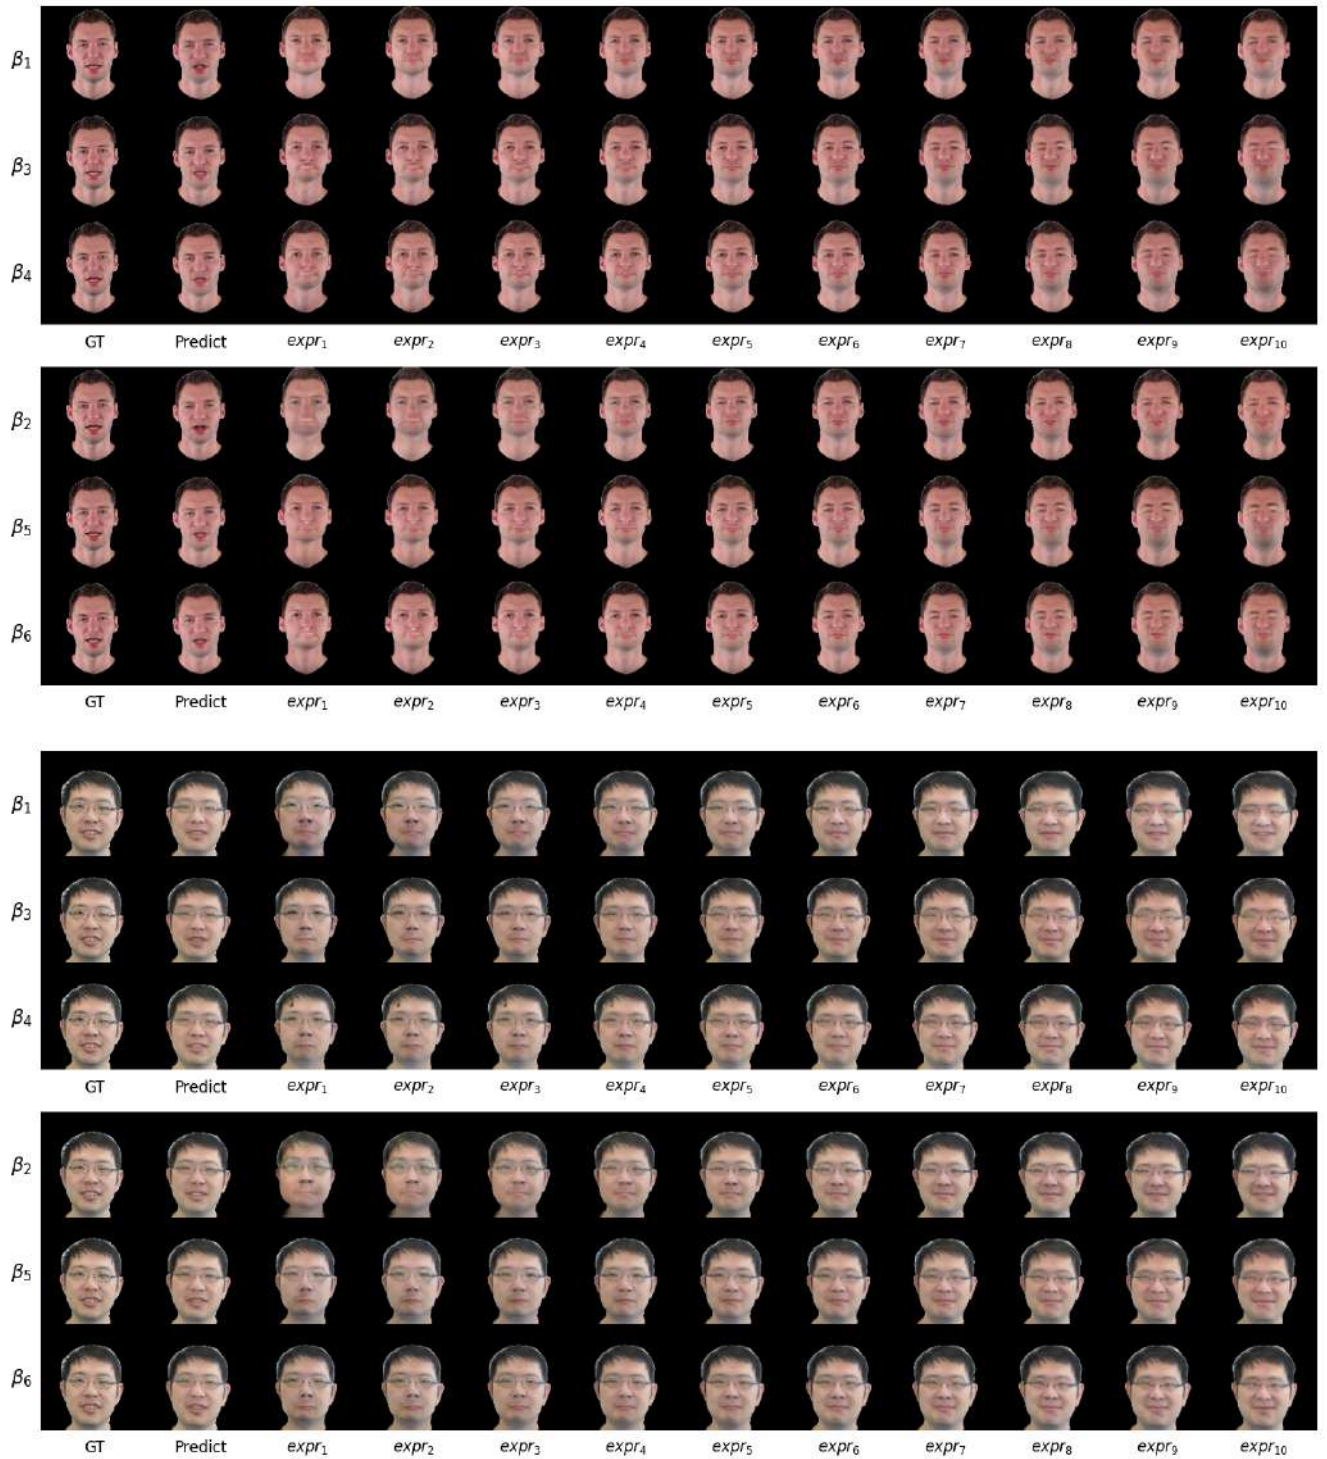 β₁
β₃
β₄
GT Predict expr₁ expr₂ expr₃ expr₄ expr₅ expr₆ expr₇ expr₈ expr₉ expr₁₀
β₂
β₅
β₆
GT Predict expr₁ expr₂ expr₃ expr₄ expr₅ expr₆ expr₇ expr₈ expr₉ expr₁₀
β₁
β₃
β₄
GT Predict expr₁ expr₂ expr₃ expr₄ expr₅ expr₆ expr₇ expr₈ expr₉ expr₁₀
β₂
β₅
β₆
GT Predict expr₁ expr₂ expr₃ expr₄ expr₅ expr₆ expr₇ expr₈ expr₉ expr₁₀